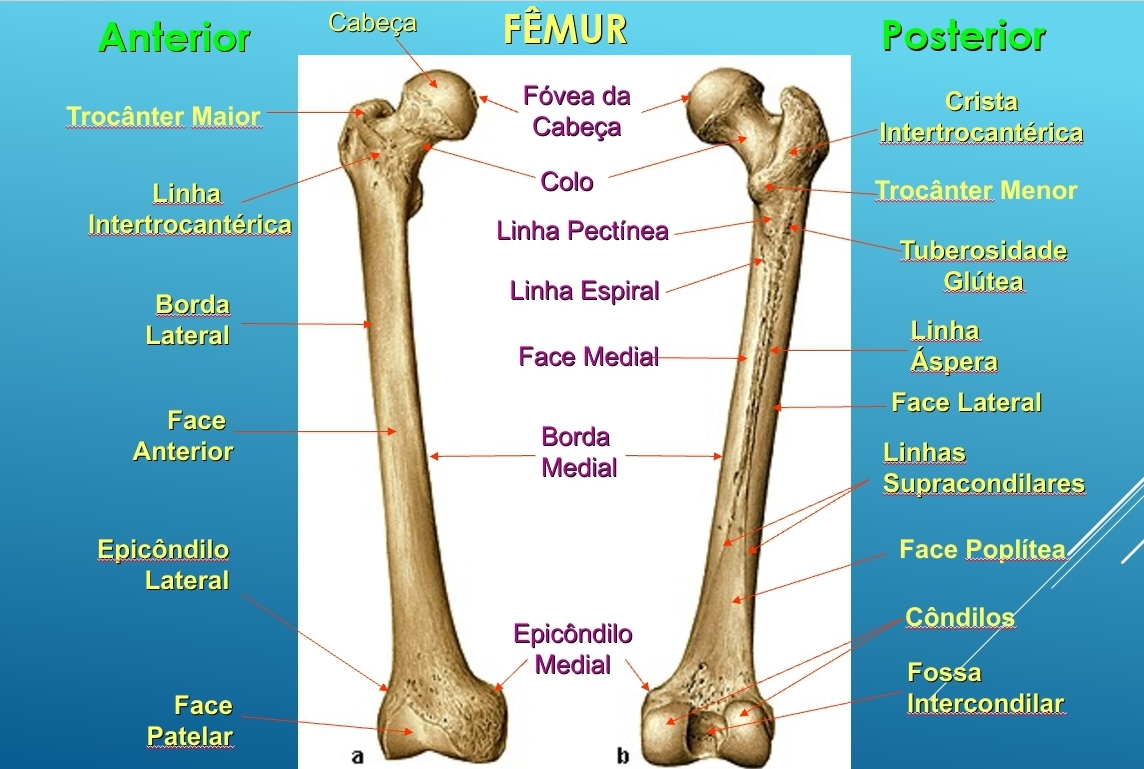 Anterior
Cabeça
FÊMUR
Posterior
Trocânter Maior
Linha
Intertrocantérica
Borda
Lateral
Face
Anterior
Epicôndilo
Lateral
Face
Patelar
Fóvea da
Cabeça
Colo
Linha Pectínea
Linha Espiral
Face Medial
Borda
Medial
Epicôndilo
Medial
Crista
Intertrocantérica
Trocânter Menor
Tuberosidade
Glútea
Linha
Áspera
Face Lateral
Linhas
Supracondilares
Face Poplítea
Côndilos
Fossa
Intercondilar
a
b